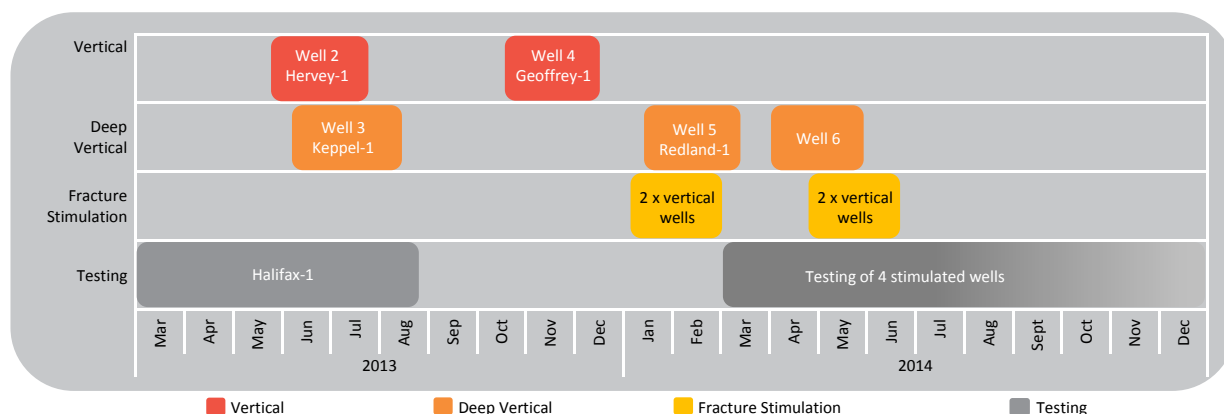 Vertical
Well 2
Hervey-1
Well 4
Geoffrey-1
Deep
Vertical
Well 3
Keppel-1
Well 5
Redland-1
Well 6
Fracture
Stimulation
2 x vertical
wells
2 x vertical
wells
Testing
Halifax-1
Testing of 4 stimulated wells
Mar Apr May Jun Jul Aug Sep Oct Nov Dec Jan Feb Mar Apr May Jun Jul Aug Sept Oct Nov Dec
2013 2014
Vertical Deep Vertical Fracture Stimulation Testing